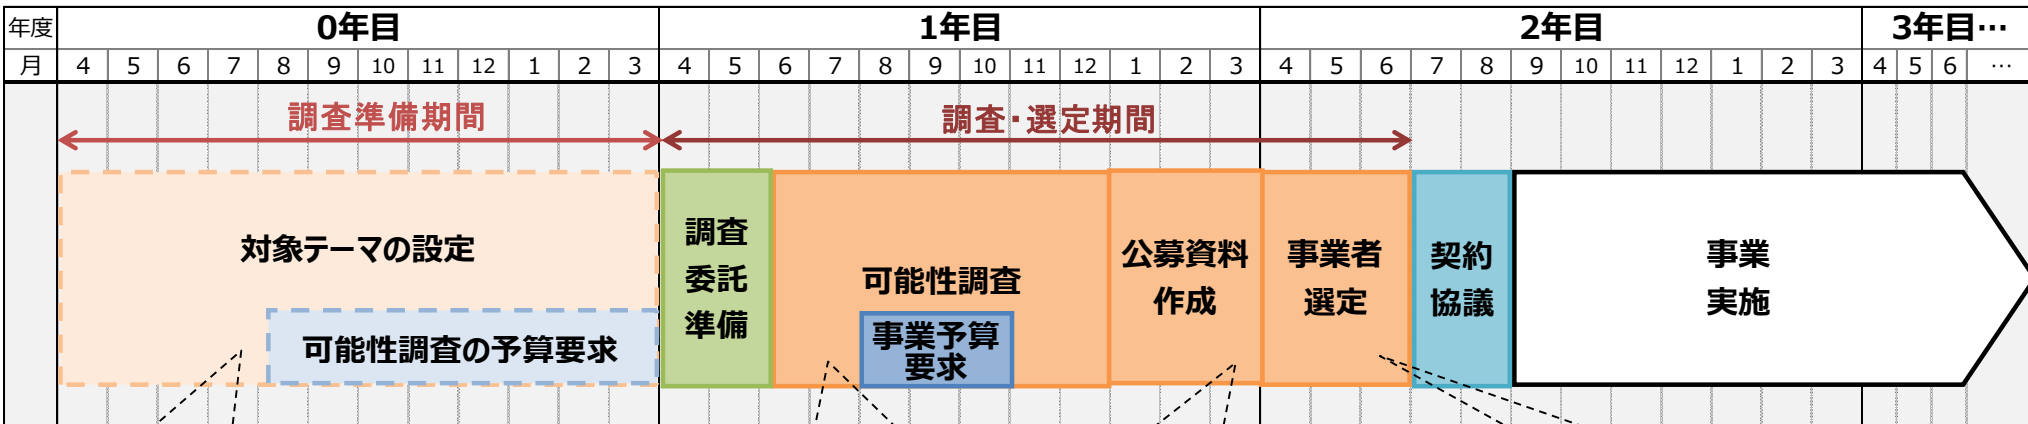 年度 0年目 1年目 2年目 3年目…
月 4 5 6 7 8 9 10 11 12 1 2 3 4 5 6 7 8 9 10 11 12 1 2 3 4 5 6 7 8 9 10 11 12 1 2 3 4 5 6 …
調査準備期間
調査・選定期間
対象テーマの設定
可能性調査の予算要求
調査
委託
準備
可能性調査
事業予算
要求
公募資料
作成
事業者
選定
契約
協議
事業
実施